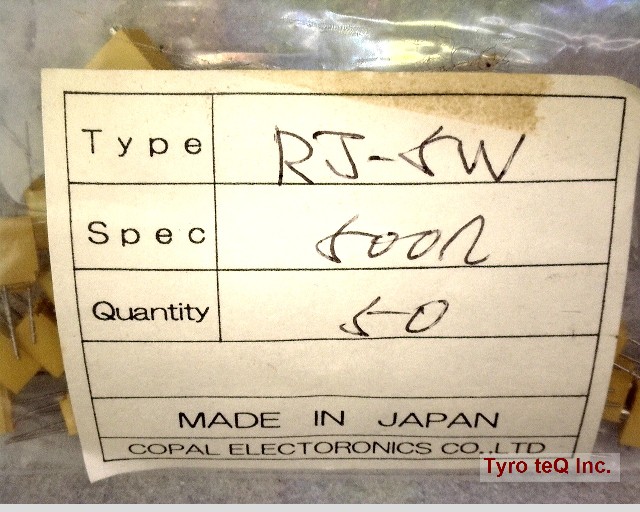 Type RJ-5W
Spec 500Ω
Quantity 50
MADE IN JAPAN
COPAL ELECTORONICS CO.,LTD
Tyro teQ Inc.